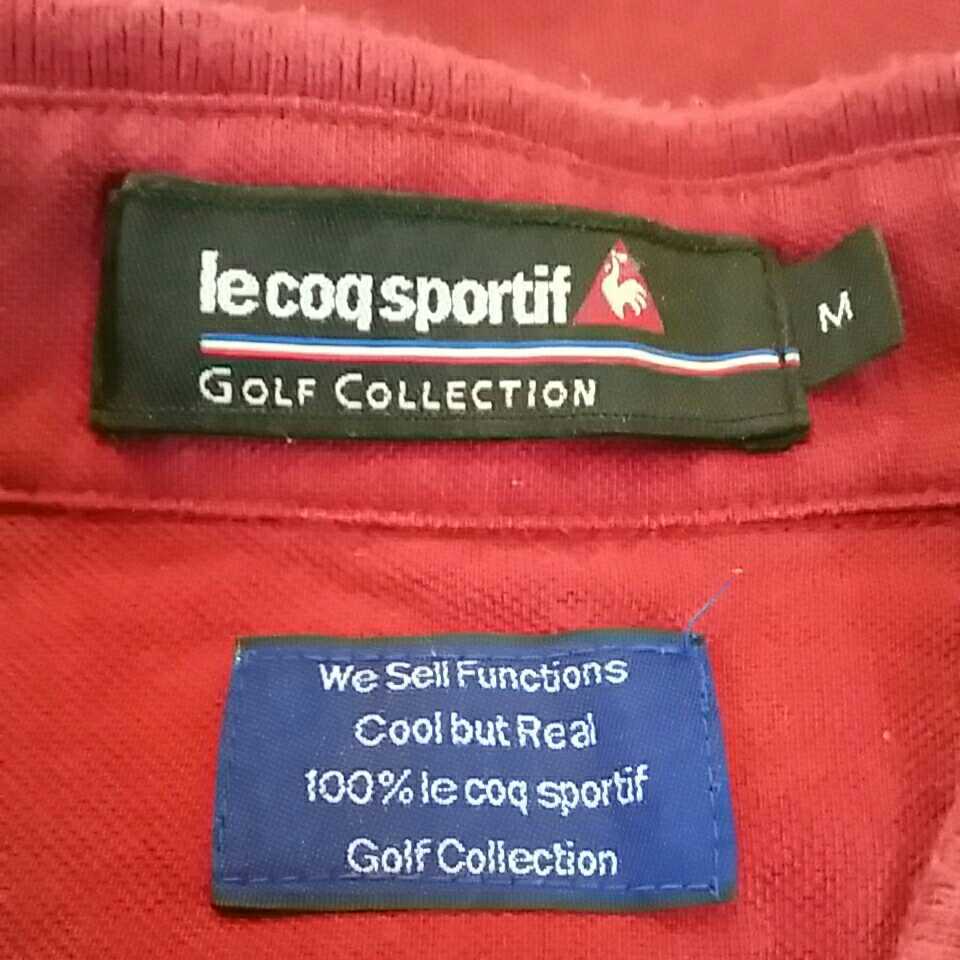 le coq sportif
GOLF COLLECTION
M
We Sell Functions
Cool but Real
100% le coq sportif
Golf Collection